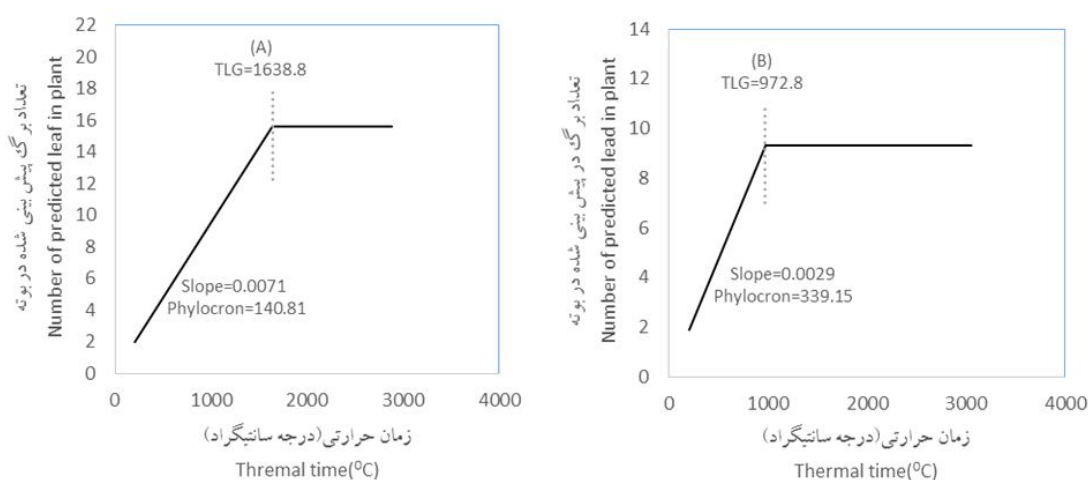 تعداد برگ پیش بینی شده در بوته
Number of predicted leaf in plant
22
20
18
16
14
12
10
8
6
4
2
0
(A)
TLG=1638.8
Slope=0.0071
Phylocron=140.81
0 1000 2000 3000 4000
زمان حرارتی(درجه سانتیگراد)
Thremal time(⁰C)
تعداد برگ در پیش بینی شده در بوته
Number of predicted lead in plant
14
12
10
8
6
4
2
0
(B)
TLG=972.8
Slope=0.0029
Phylocron=339.15
0 1000 2000 3000 4000
زمان حرارتی(درجه سانتیگراد)
Thermal time(⁰C)